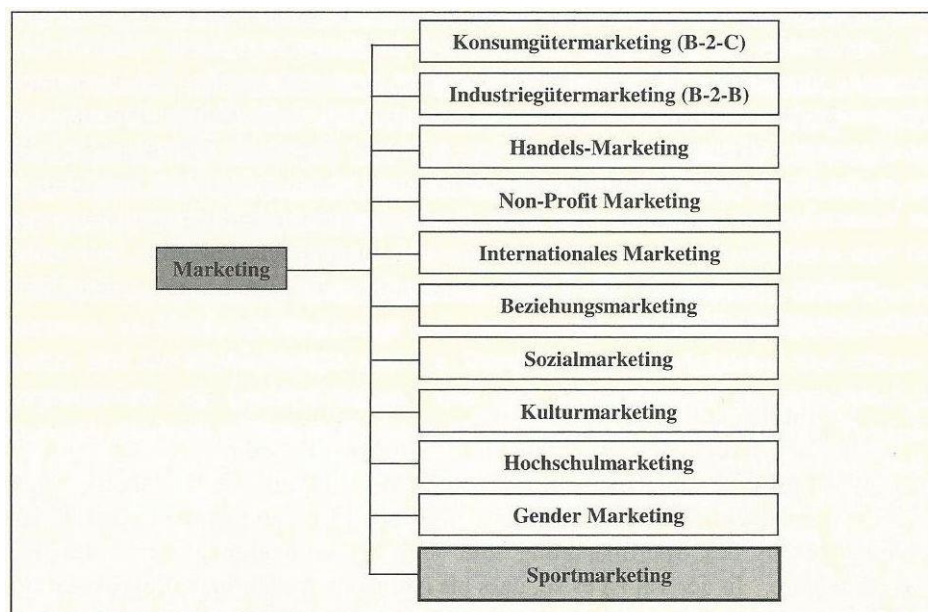 Konsumgütermarketing (B-2-C)
Industriegütermarketing (B-2-B)
Handels-Marketing
Non-Profit Marketing
Internationales Marketing
Marketing
Beziehungsmarketing
Sozialmarketing
Kulturmarketing
Hochschulmarketing
Gender Marketing
Sportmarketing